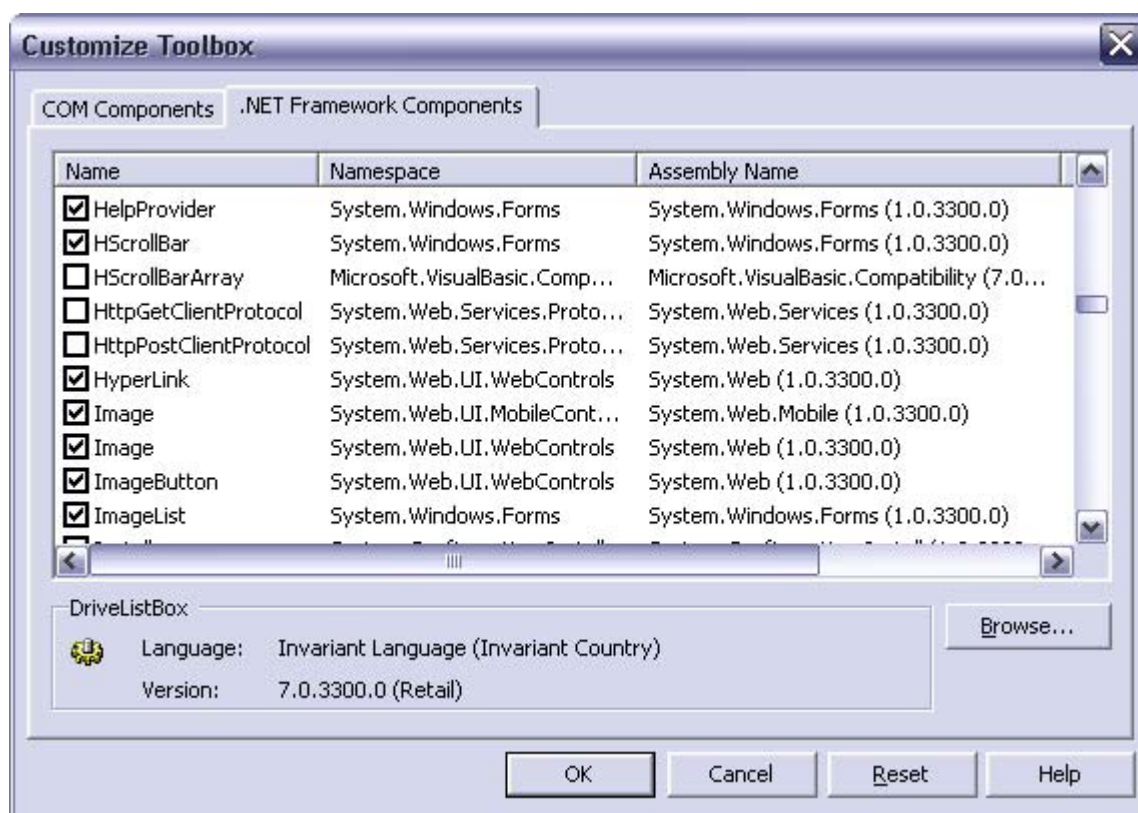 Customize Toolbox
COM Components .NET Framework Components
Name Namespace Assembly Name
HelpProvider System.Windows.Forms System.Windows.Forms (1.0.3300.0)
HScrollBar System.Windows.Forms System.Windows.Forms (1.0.3300.0)
HScrollBarArray Microsoft.VisualBasic.Comp... Microsoft.VisualBasic.Compatibility (7.0...
HttpGetClientProtocol System.Web.Services.Proto... System.Web.Services (1.0.3300.0)
HttpPostClientProtocol System.Web.Services.Proto... System.Web.Services (1.0.3300.0)
HyperLink System.Web.UI.WebControls System.Web (1.0.3300.0)
Image System.Web.UI.MobileCont... System.Web.Mobile (1.0.3300.0)
Image System.Web.UI.WebControls System.Web (1.0.3300.0)
ImageButton System.Web.UI.WebControls System.Web (1.0.3300.0)
ImageList System.Windows.Forms System.Windows.Forms (1.0.3300.0)
DriveListBox
Language: Invariant Language (Invariant Country)
Version: 7.0.3300.0 (Retail)
Browse...
OK Cancel Reset Help